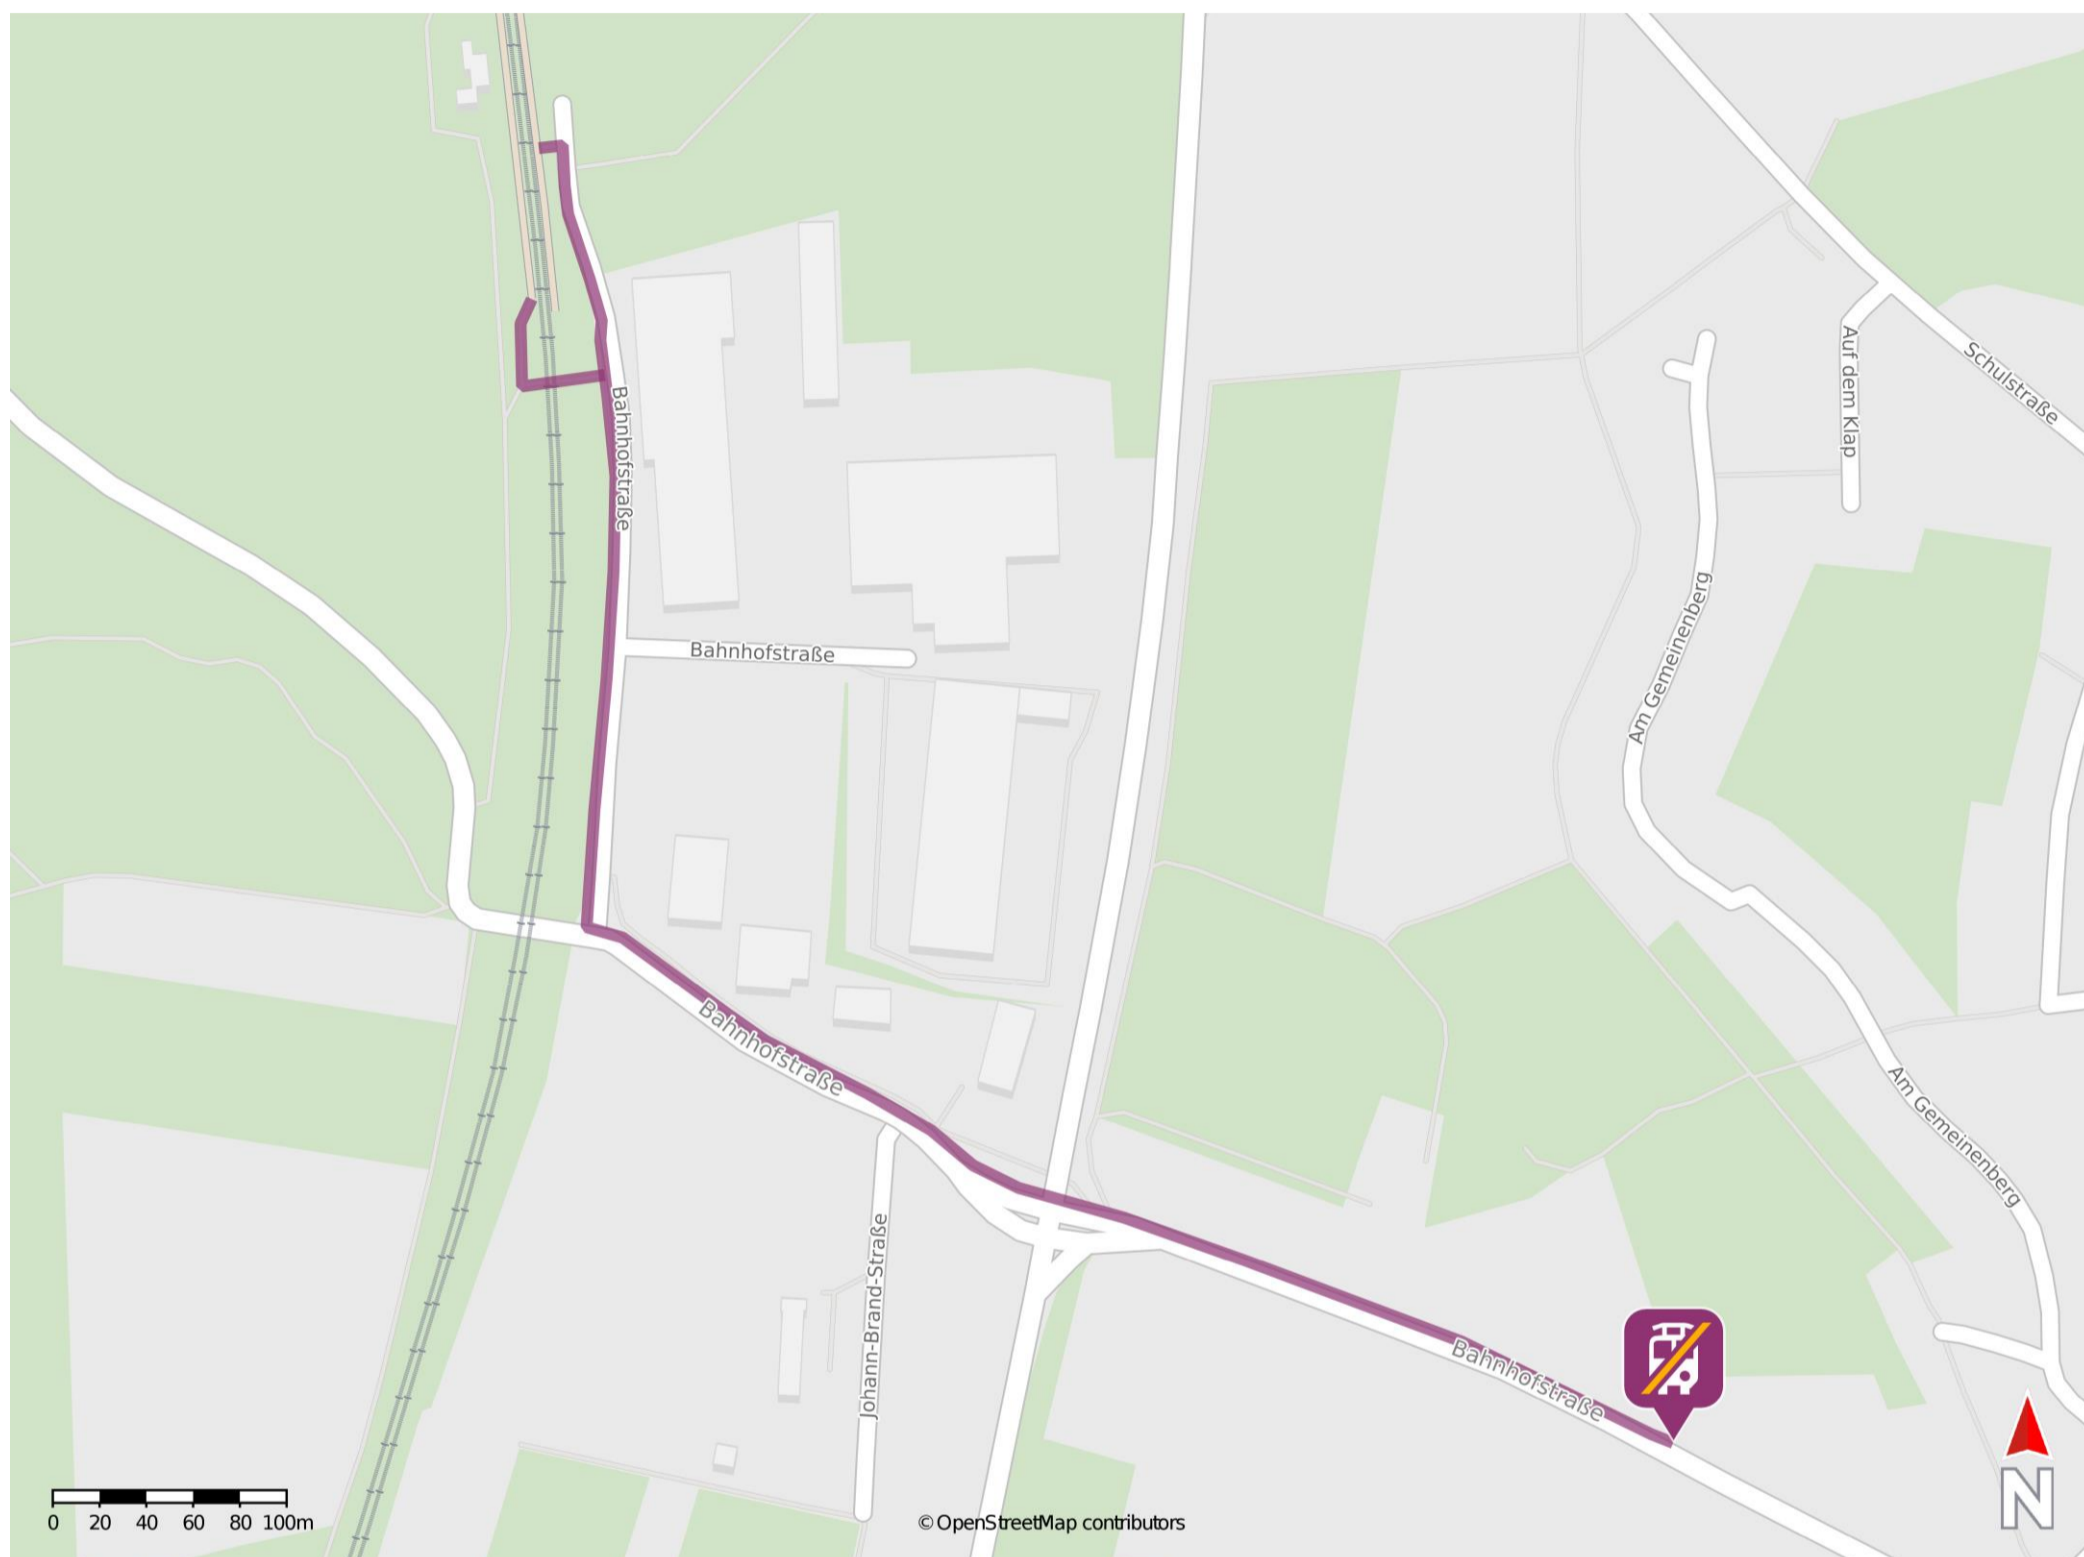 Schulstraße
Auf dem Klap
Bahnhofstraße
Bahnhofstraße
Am Gemeinenberg
Bahnhofstraße
Am Gemeinenberg
Johann-Brand-Straße
Bahnhofstraße
N
0 20 40 60 80 100m
© OpenStreetMap contributors